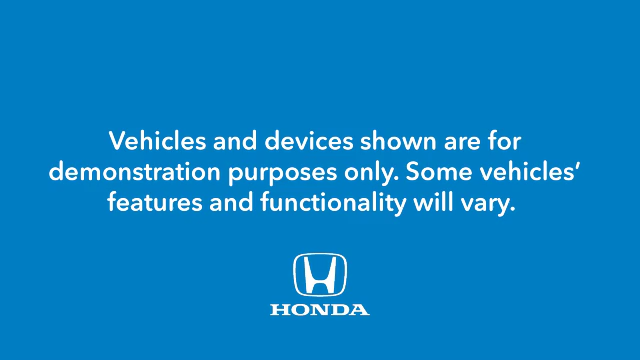 Vehicles and devices shown are for
demonstration purposes only. Some vehicles’
features and functionality will vary.
HONDA